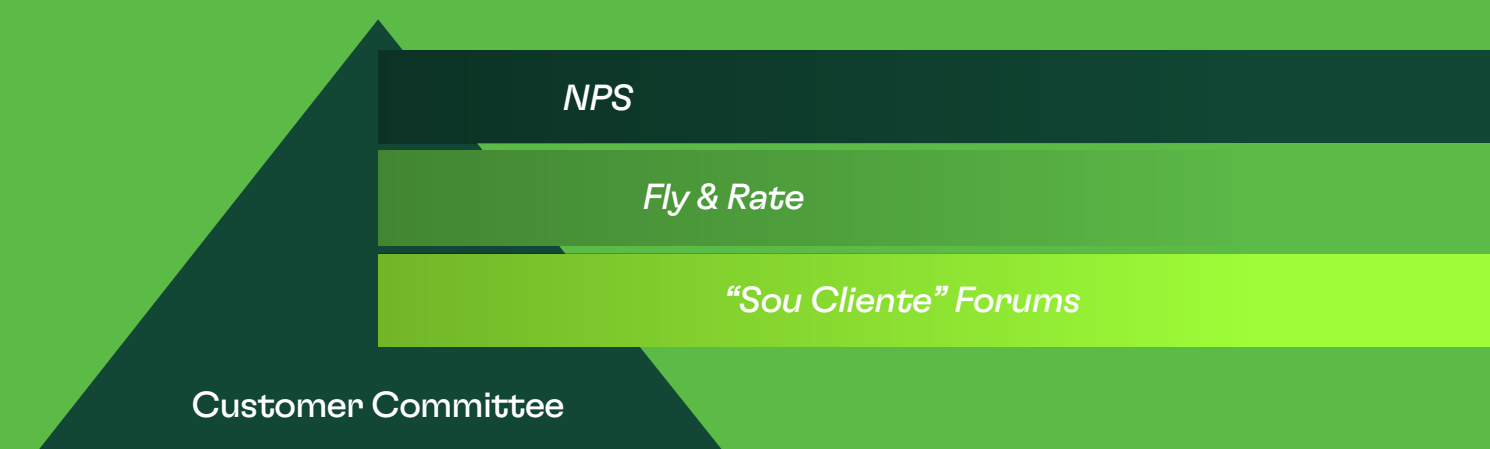 NPS
Fly & Rate
“Sou Cliente” Forums
Customer Committee